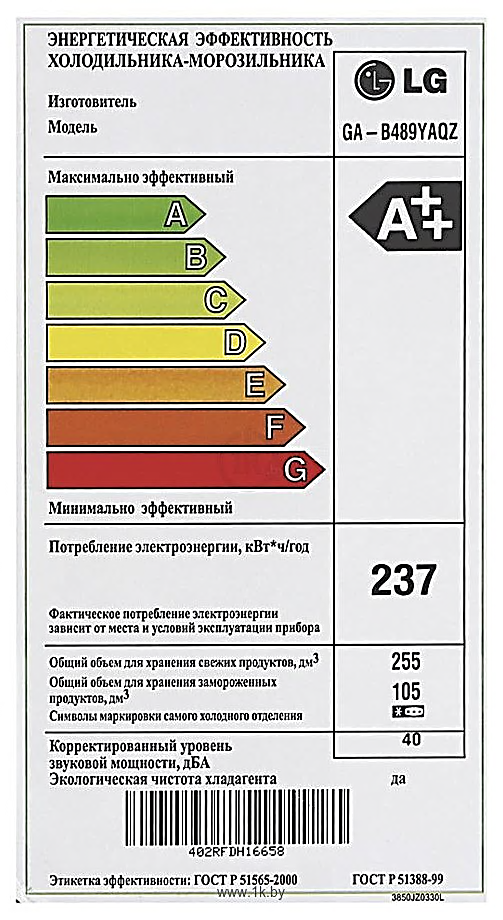 ЭНЕРГЕТИЧЕСКАЯ ЭФФЕКТИВНОСТЬ
ХОЛОДИЛЬНИКА-МОРОЗИЛЬНИКА
LG
Изготовитель
Модель
GA – B489YAQZ
Максимально эффективный
A++
A
B
C
D
E
F
G
Минимально эффективный
Потребление электроэнергии, кВт*ч/год
237
Фактическое потребление электроэнергии
зависит от места и условий эксплуатации прибора
Общий объем для хранения свежих продуктов, дм3
255
Общий объем для хранения замороженных
продуктов, дм3
105
Символы маркировки самого холодного отделения
Корректированный уровень
звуковой мощности, дБА
40
Экологическая чистота хладагента
да
402RFDH16658
Этикетка эффективности: ГОСТ Р 51565-2000
ГОСТ Р 51388-99
www.1k.by
3850JZ0330L